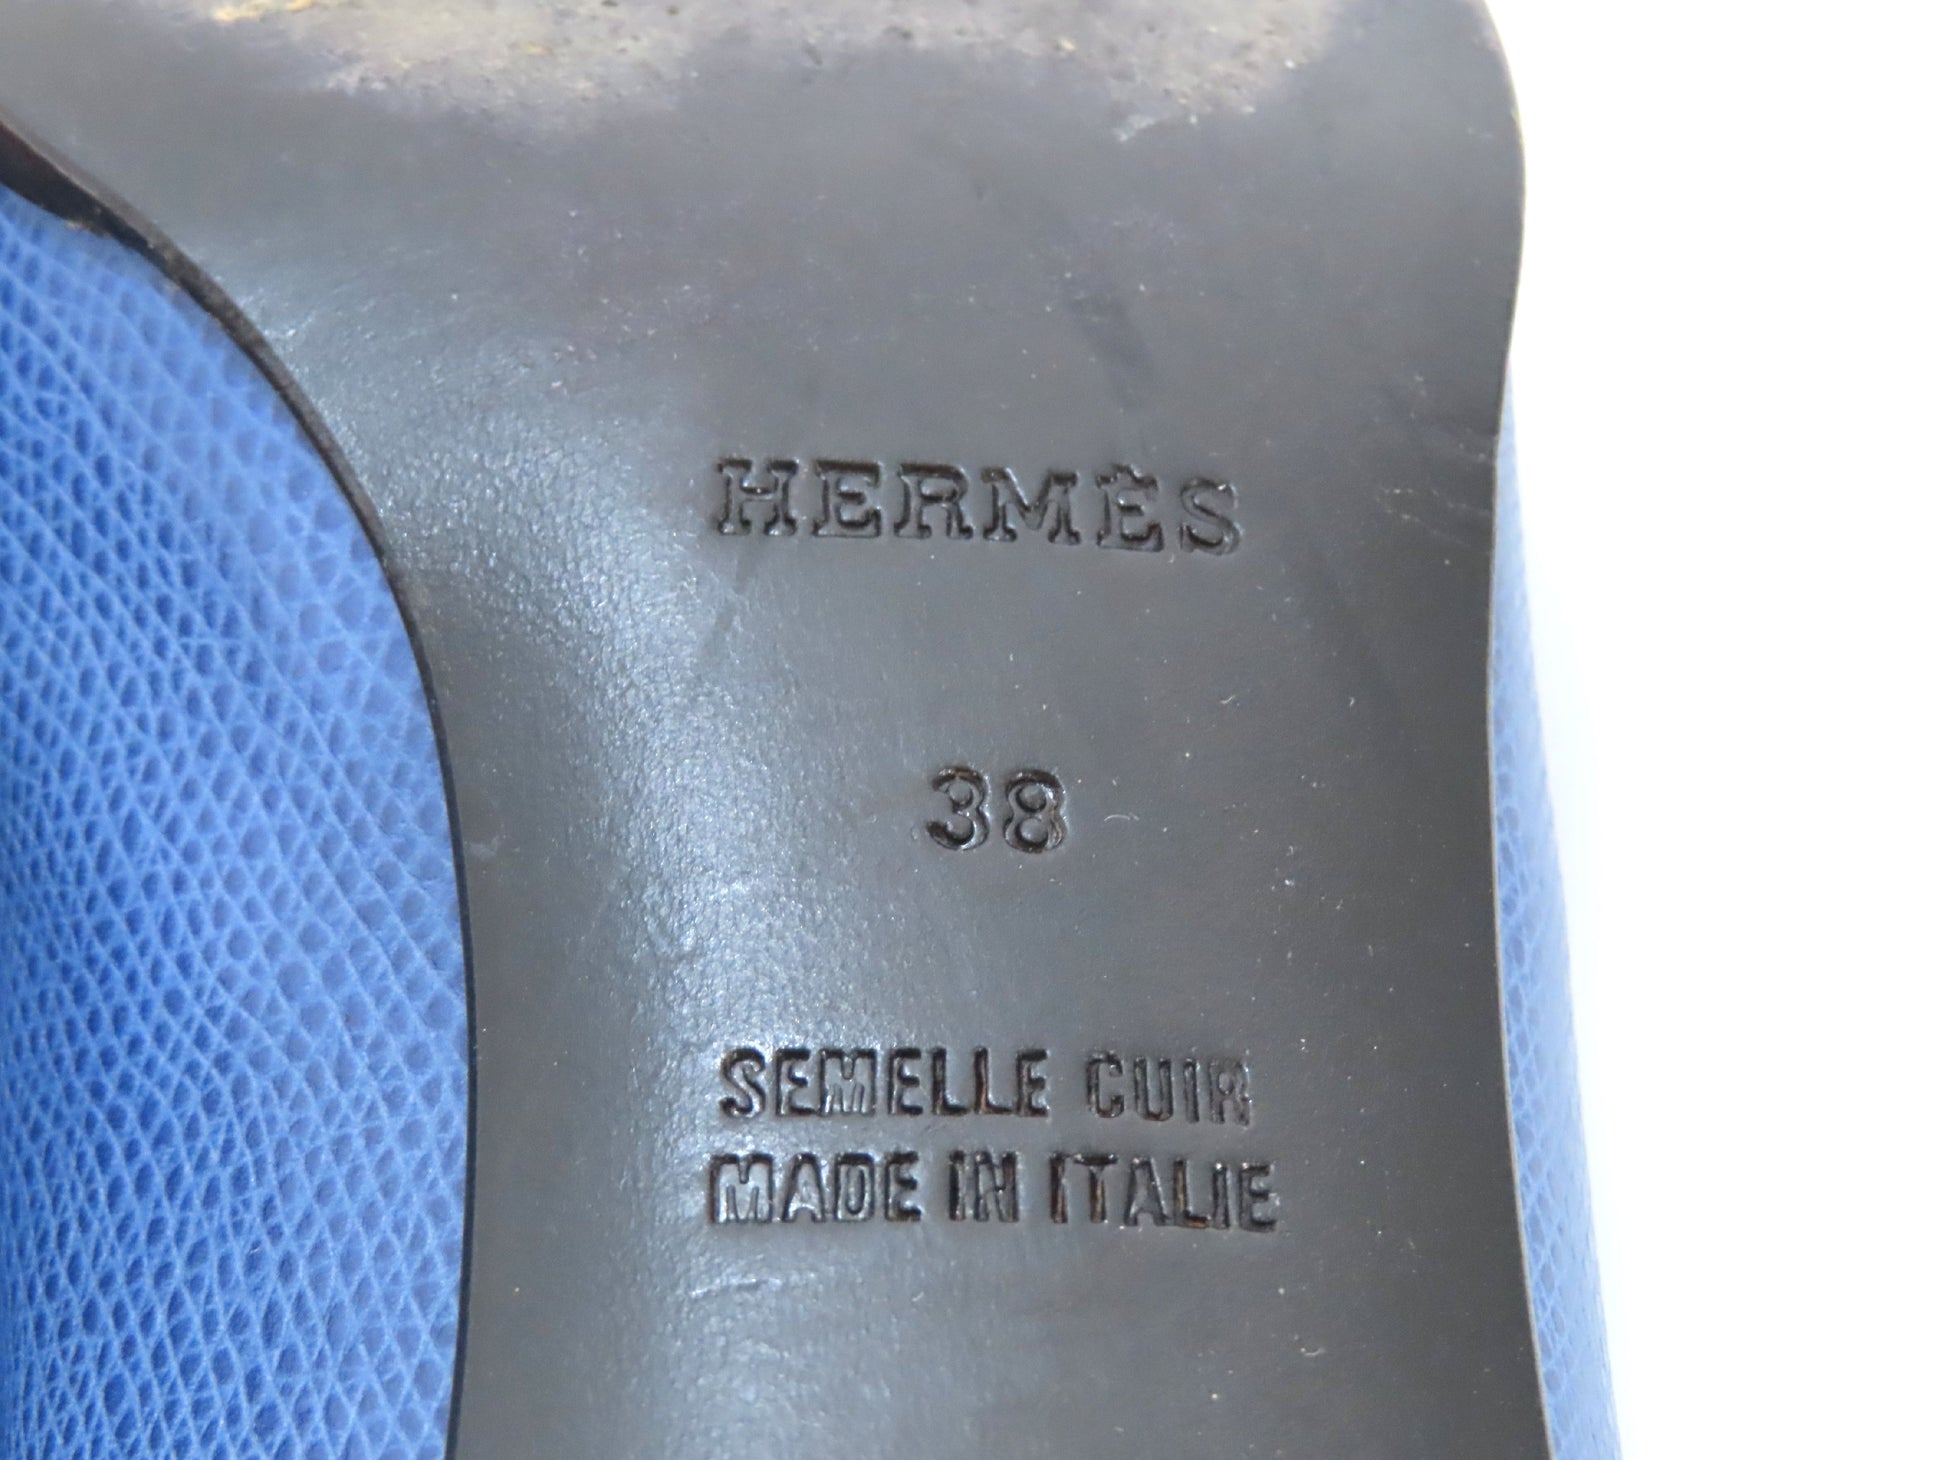 HERMÈS
38
SEMELLE CUIR
MADE IN ITALIE